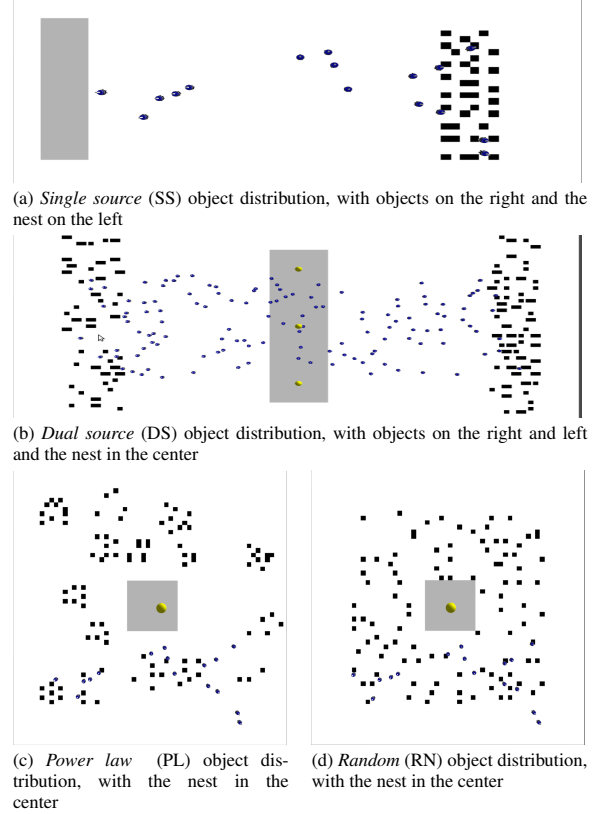 (a) Single source (SS) object distribution, with objects on the right and the
nest on the left
(b) Dual source (DS) object distribution, with objects on the right and left
and the nest in the center
(c) Power law (PL) object dis-
tribution, with the nest in the
center
(d) Random (RN) object distribution,
with the nest in the center